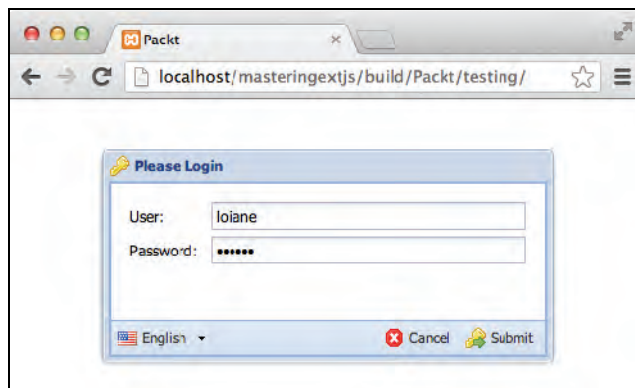 Packt
localhost/masteringextjs/build/Packt/testing/
Please Login
User: loiane
Password: ••••••
English
Cancel Submit